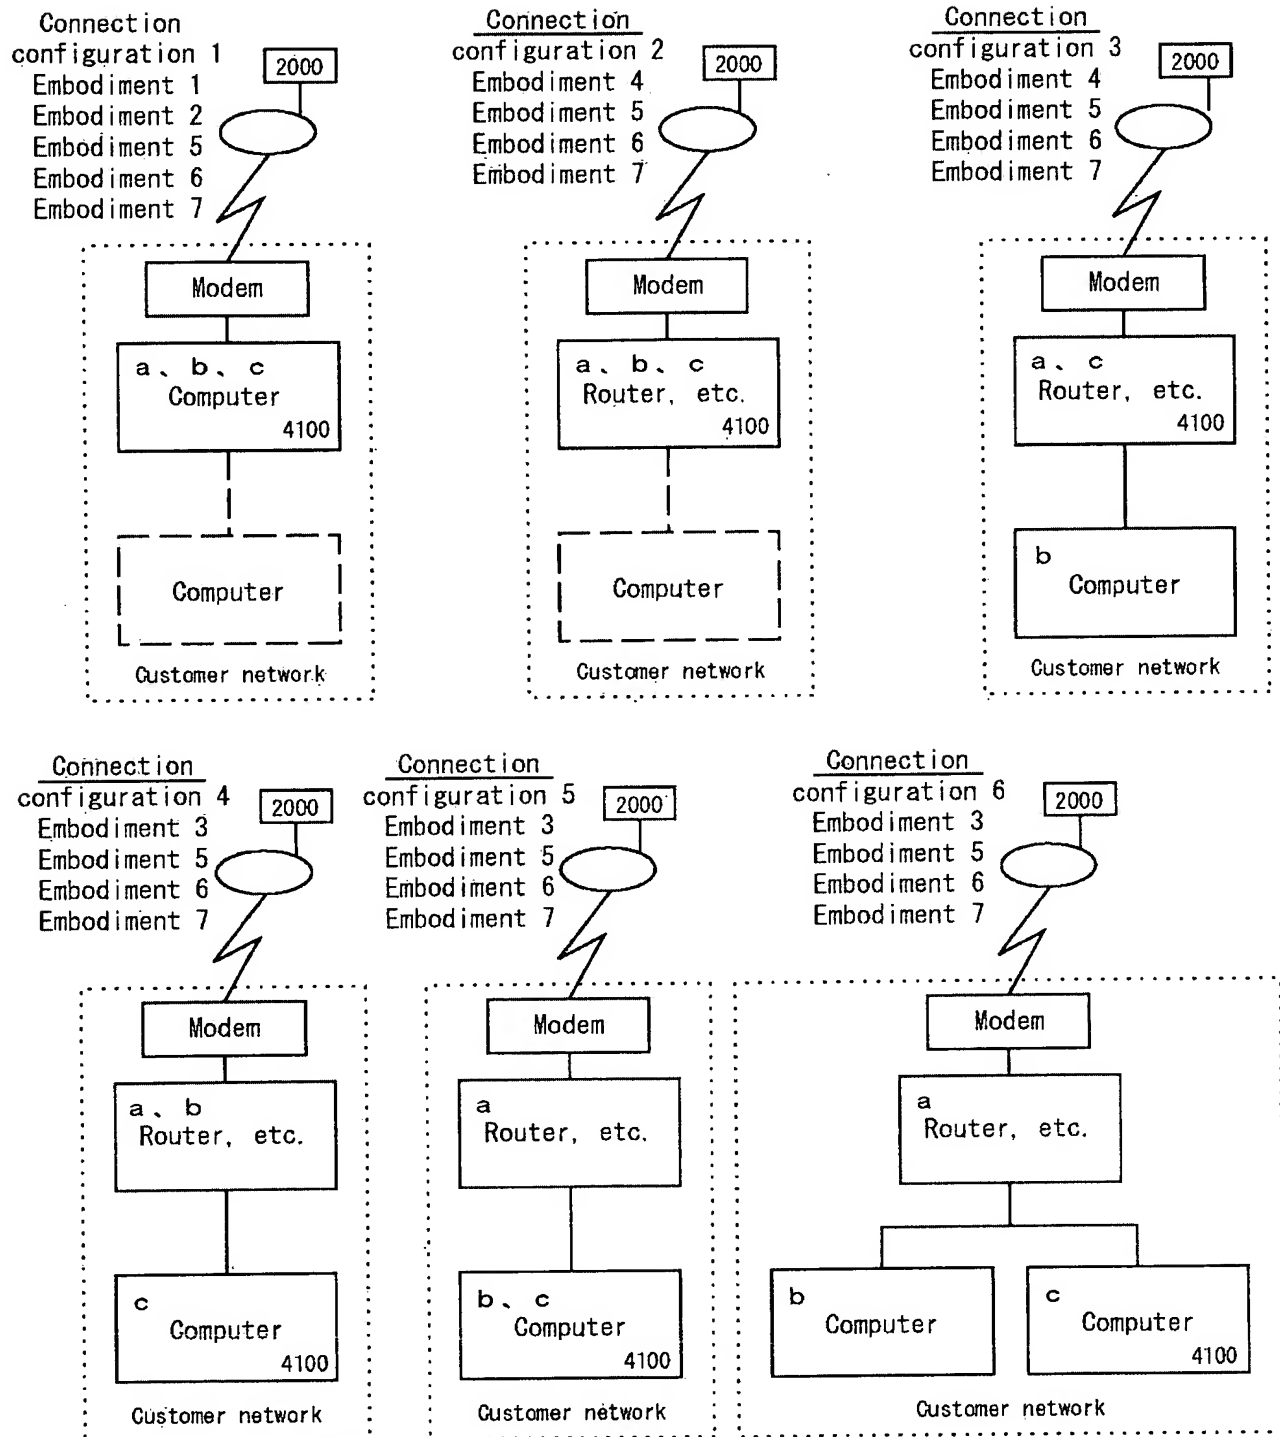 Connection
configuration 1
Embodiment 1
Embodiment 2
Embodiment 5
Embodiment 6
Embodiment 7
2000
Modem
a、b、c
Computer
4100
Computer
Customer network
Connection
configuration 2
Embodiment 4
Embodiment 5
Embodiment 6
Embodiment 7
2000
Modem
a、b、c
Router, etc.
4100
Computer
Customer network
Connection
configuration 3
Embodiment 4
Embodiment 5
Embodiment 6
Embodiment 7
2000
Modem
a、c
Router, etc.
4100
b
Computer
Customer network
Connection
configuration 4
Embodiment 3
Embodiment 5
Embodiment 6
Embodiment 7
2000
Modem
a、b
Router, etc.
c
Computer
4100
Customer network
Connection
configuration 5
Embodiment 3
Embodiment 5
Embodiment 6
Embodiment 7
2000
Modem
a
Router, etc.
b、c
Computer
4100
Customer network
Connection
configuration 6
Embodiment 3
Embodiment 5
Embodiment 6
Embodiment 7
2000
Modem
a
Router, etc.
b
Computer
c
Computer
4100
Customer network